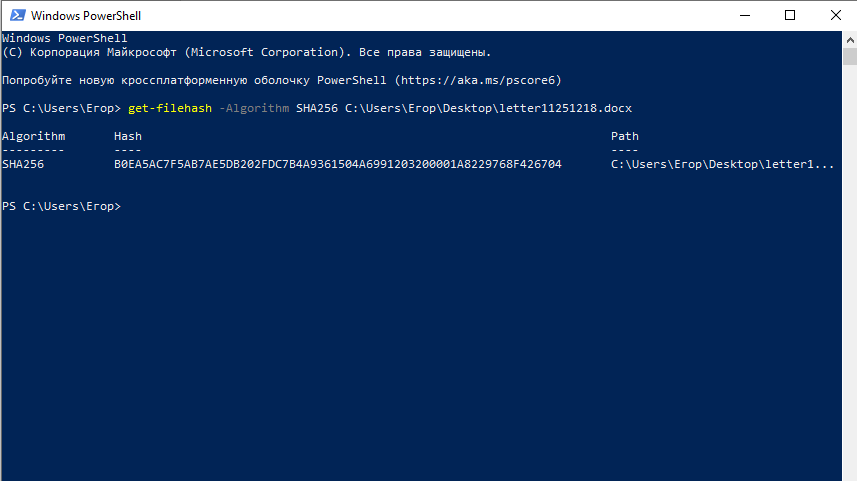 Windows PowerShell
Windows PowerShell
(C) Корпорация Майкрософт (Microsoft Corporation). Все права защищены.
Попробуйте новую кроссплатформенную оболочку PowerShell (https://aka.ms/pscore6)
PS C:\Users\Егор> get-filehash -Algorithm SHA256 C:\Users\Егор\Desktop\letter11251218.docx
Algorithm Hash Path
--------- ---- ----
SHA256 B0EA5AC7F5AB7AE5DB202FDC7B4A9361504A6991203200001A8229768F426704 C:\Users\Егор\Desktop\letter1...
PS C:\Users\Егор>